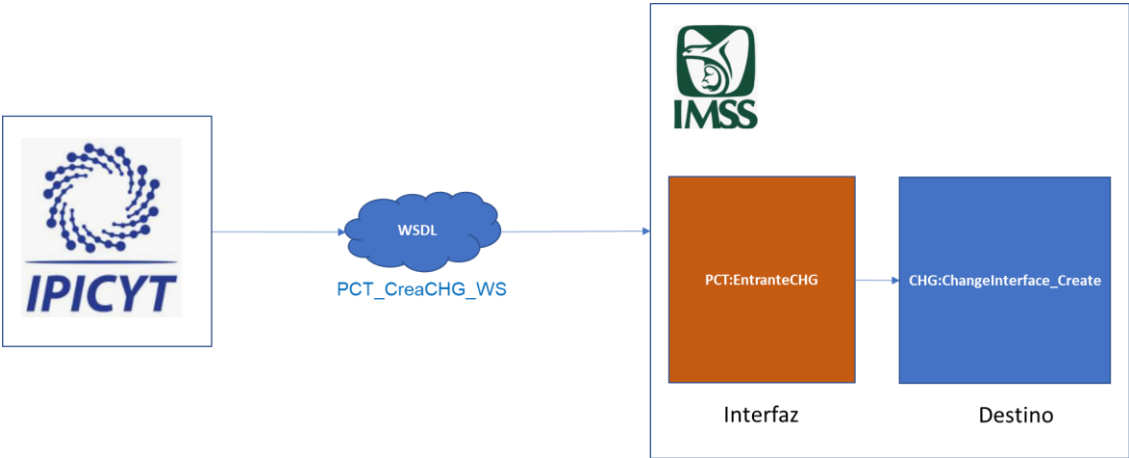 IMSS
IPICYT
WSDL
PCT_CreaCHG_WS
PCT:EntranteCHG
CHG:ChangeInterface_Create
Interfaz
Destino